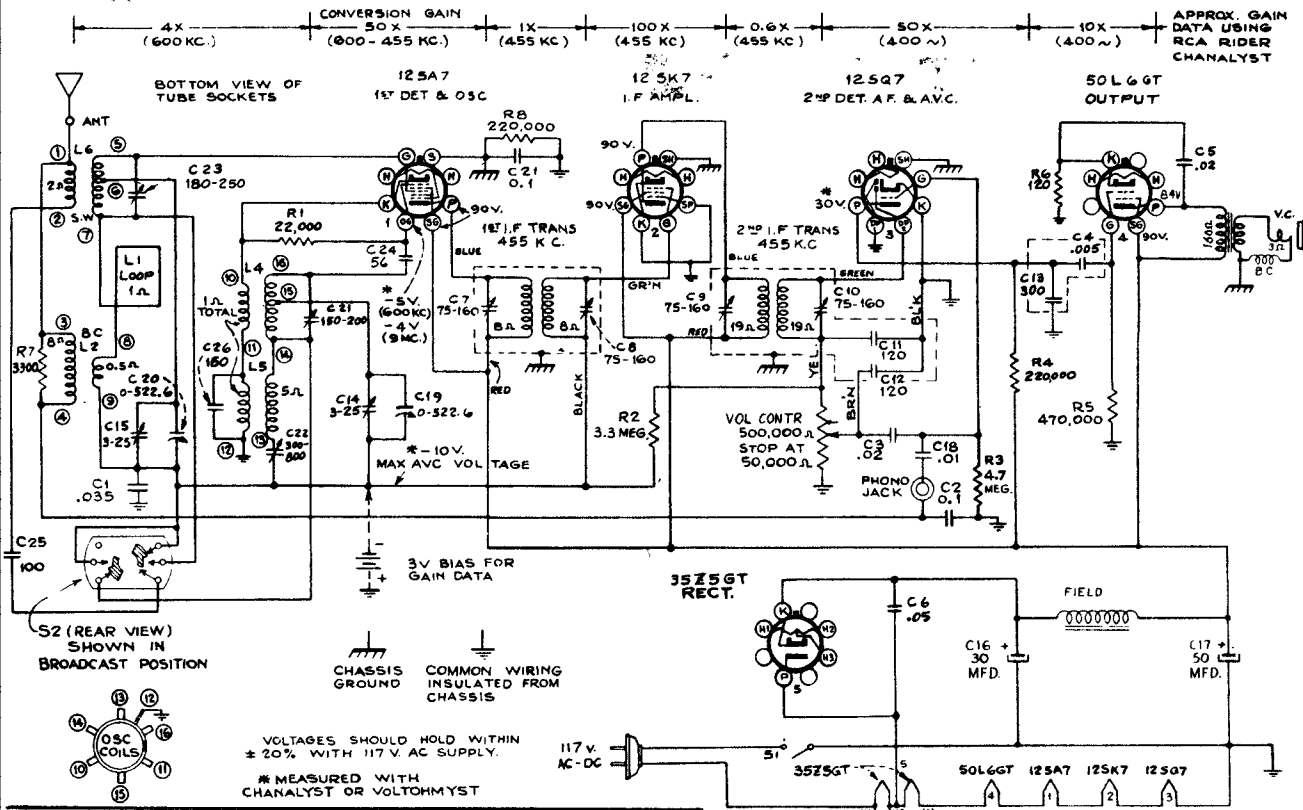 4X
(600 KC.)
CONVERSION GAIN
50X
(600 - 455 KC.)
1X
(455 KC)
100X
(455 KC)
0.6X
(455 KC)
50X
(400 ~)
10X
(400 ~)
APPROX. GAIN
DATA USING
RCA RIDER
CHANALYST
BOTTOM VIEW OF
TUBE SOCKETS
12SA7
1ST DET & OSC
12SK7
I.F AMPL.
12SQ7
2ND DET. A.F. & A.V.C.
50L6GT
OUTPUT
ANT
L6
2Ω
S.W
C23
180-250
R8
220,000
C21
0.1
R1
22,000
C24
56
90V.
1ST I.F TRANS
455 K C.
90V.
90V.
2ND I.F TRANS
455 K.C
*
30V.
R6
120
C5
.02
84V
90V.
160Ω
V.C.
3Ω
B C
L1
LOOP
1Ω
L4
1Ω
TOTAL
C21
150-200
*
-5V.
(600KC)
-4V
(9MC.)
BLUE
C7
75-160
8Ω
8Ω
GR'N
C8
75-160
RED
BLACK
BLUE
C9
75-160
19Ω
19Ω
RED
GREEN
C10
75-160
YEL
BLK
C11
120
C12
120
BRN
C4
.005
C13
300
R7
3300
8Ω
BC
L2
0.5Ω
C20
0-522.6
C15
3-25
C1
.035
C26
L5
5Ω
C22
300-
800
C14
3-25
C19
0-522.6
*-10V.
MAX AVC VOLTAGE
R2
3.3 MEG.
VOL CONTR
500,000Ω
STOP AT
50,000Ω
C3
.02
C18
.01
PHONO
JACK
C2
0.1
R3
4.7
MEG.
R4
220,000
R5
470,000
C25
100
3V BIAS FOR
GAIN DATA
S2 (REAR VIEW)
SHOWN IN
BROADCAST POSITION
CHASSIS
GROUND
COMMON WIRING
INSULATED FROM
CHASSIS
35Z5GT
RECT.
C6
.05
FIELD
C16
30
MFD.
C17
50
MFD.
OSC
COILS
VOLTAGES SHOULD HOLD WITHIN
± 20% WITH 117 V. AC SUPPLY.
* MEASURED WITH
CHANALYST OR VOLTOHMYST
117 V.
AC-DC
S1
35Z5GT
50L6GT
12SA7
12SK7
12SQ7